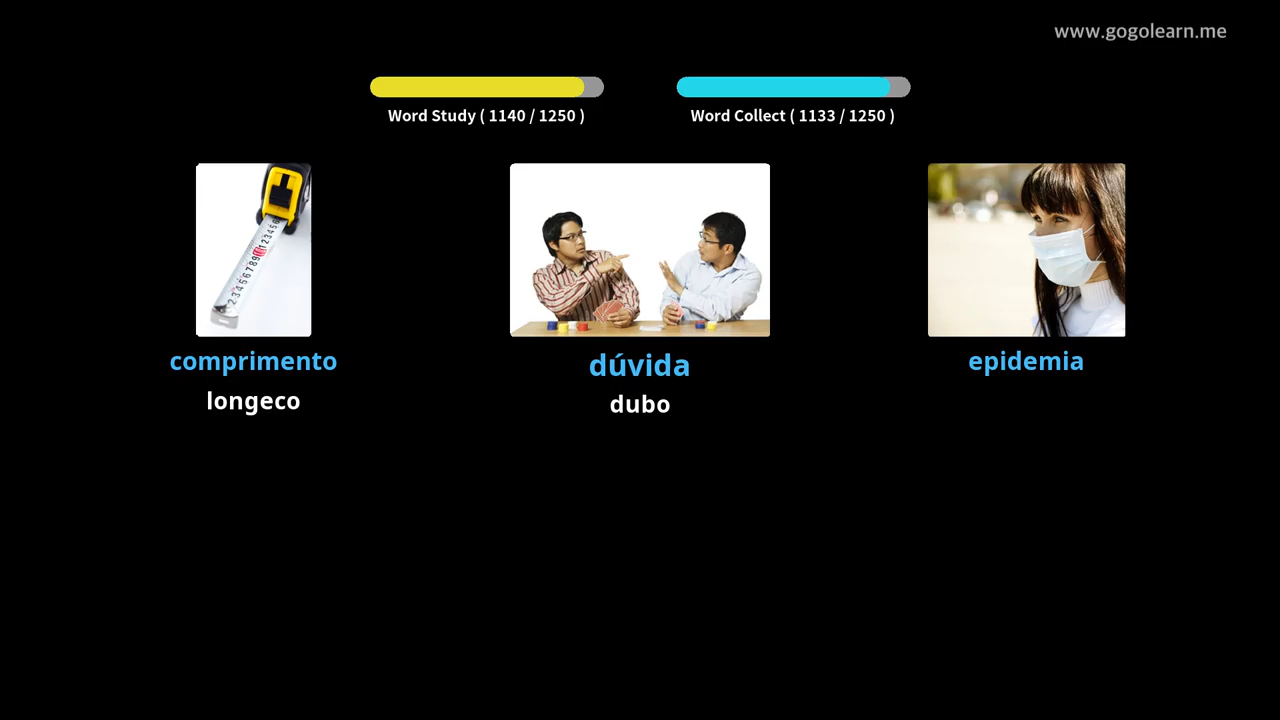 www.gogolearn.me
Word Study ( 1140 / 1250 )
Word Collect ( 1133 / 1250 )
comprimento
longeco
dúvida
dubo
epidemia